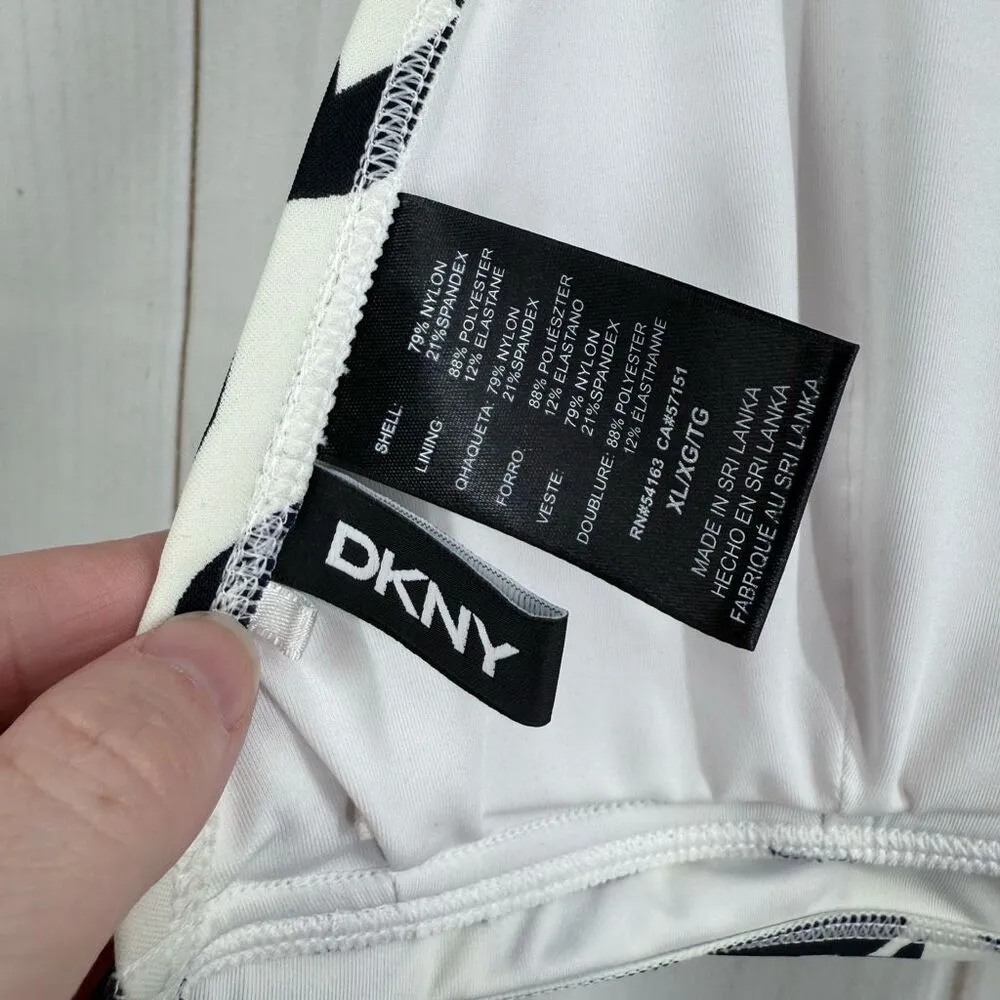 SHELL: 79% NYLON
21%SPANDEX
LINING: 88% POLYESTER
12% ELASTANE
QHAQUETA: 79% NYLON
21%SPANDEX
FORRO 88% POLIÉSZTER
12% ELASTANO
VESTE: 79% NYLON
21%SPANDEX
DOUBLURE: 88% POLYESTER
12% ÉLASTHANNE
RN#54163 CA#57151
XL/XG/TG
MADE IN SRI LANKA
HECHO EN SRI LANKA
FABRIQUÉ AU SRI LANKA
DKNY